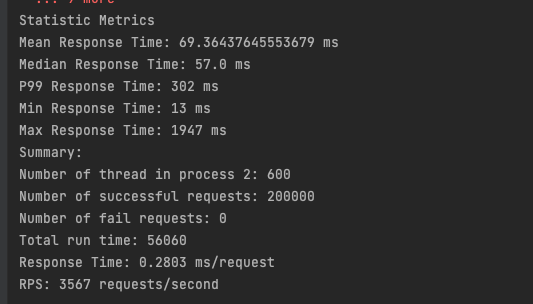 ... 7 more
Statistic Metrics
Mean Response Time: 69.36437645553679 ms
Median Response Time: 57.0 ms
P99 Response Time: 302 ms
Min Response Time: 13 ms
Max Response Time: 1947 ms
Summary:
Number of thread in process 2: 600
Number of successful requests: 200000
Number of fail requests: 0
Total run time: 56060
Response Time: 0.2803 ms/request
RPS: 3567 requests/second